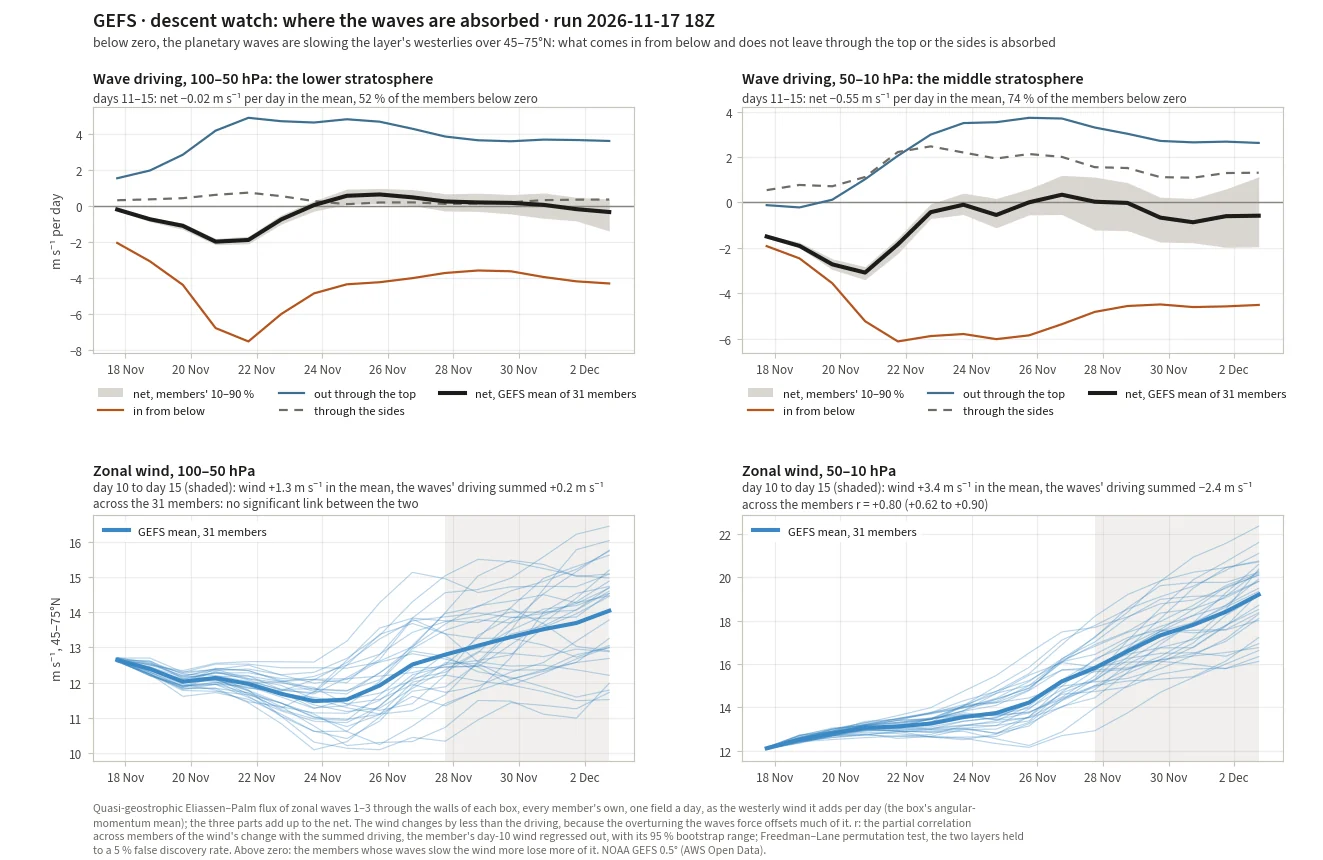 GEFS · descent watch: where the waves are absorbed · run 2026-11-17 18Z
below zero, the planetary waves are slowing the layer's westerlies over 45–75°N: what comes in from below and does not leave through the top or the sides is absorbed
Wave driving, 100–50 hPa: the lower stratosphere
days 11–15: net −0.02 m s⁻¹ per day in the mean, 52 % of the members below zero
m s⁻¹ per day
4
2
0
−2
−4
−6
−8
18 Nov 20 Nov 22 Nov 24 Nov 26 Nov 28 Nov 30 Nov 2 Dec
net, members' 10–90 % out through the top net, GEFS mean of 31 members
in from below through the sides
Wave driving, 50–10 hPa: the middle stratosphere
days 11–15: net −0.55 m s⁻¹ per day in the mean, 74 % of the members below zero
4
2
0
−2
−4
−6
18 Nov 20 Nov 22 Nov 24 Nov 26 Nov 28 Nov 30 Nov 2 Dec
net, members' 10–90 % out through the top net, GEFS mean of 31 members
in from below through the sides
Zonal wind, 100–50 hPa
day 10 to day 15 (shaded): wind +1.3 m s⁻¹ in the mean, the waves' driving summed +0.2 m s⁻¹
across the 31 members: no significant link between the two
GEFS mean, 31 members
m s⁻¹, 45–75°N
16
15
14
13
12
11
10
18 Nov 20 Nov 22 Nov 24 Nov 26 Nov 28 Nov 30 Nov 2 Dec
Zonal wind, 50–10 hPa
day 10 to day 15 (shaded): wind +3.4 m s⁻¹ in the mean, the waves' driving summed −2.4 m s⁻¹
across the members r = +0.80 (+0.62 to +0.90)
GEFS mean, 31 members
22
20
18
16
14
12
18 Nov 20 Nov 22 Nov 24 Nov 26 Nov 28 Nov 30 Nov 2 Dec
Quasi-geostrophic Eliassen–Palm flux of zonal waves 1–3 through the walls of each box, every member's own, one field a day, as the westerly wind it adds per day (the box's angular-
momentum mean); the three parts add up to the net. The wind changes by less than the driving, because the overturning the waves force offsets much of it. r: the partial correlation
across members of the wind's change with the summed driving, the member's day-10 wind regressed out, with its 95 % bootstrap range; Freedman–Lane permutation test, the two layers held
to a 5 % false discovery rate. Above zero: the members whose waves slow the wind more lose more of it. NOAA GEFS 0.5° (AWS Open Data).